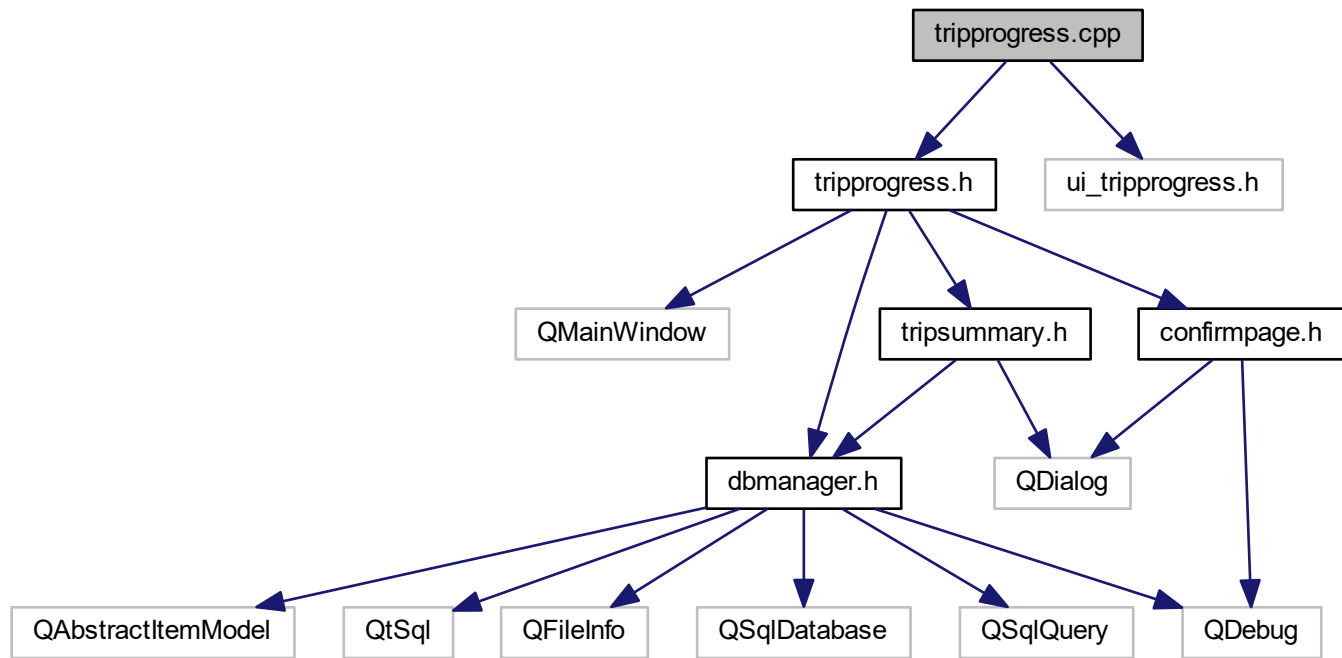 tripprogress.cpp
tripprogress.h
ui_tripprogress.h
QMainWindow
tripsummary.h
confirmpage.h
dbmanager.h
QDialog
QAbstractItemModel
QtSql
QFileInfo
QSqlDatabase
QSqlQuery
QDebug